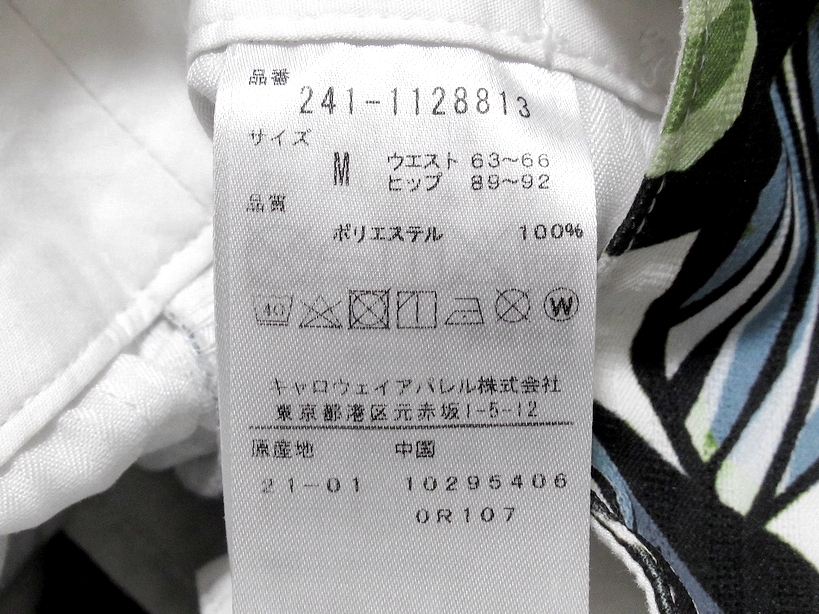 品番
241-1128813
サイズ
M ウエスト 63～66
ヒップ 89～92
品質
ポリエステル 100%
40 W
キャロウェイアパレル株式会社
東京都港区元赤坂1-5-12
原産地 中国
21-01 10295406
0R107